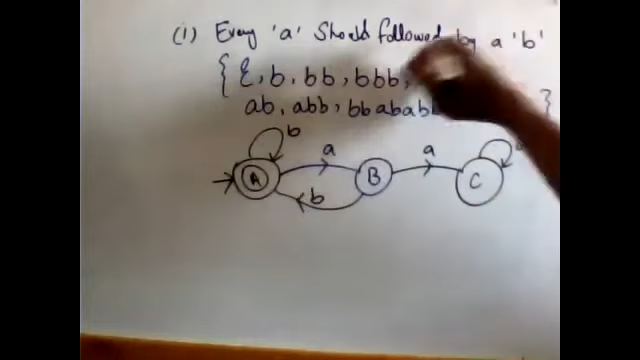 (1) Every 'a' Should followed by a 'b'
{ε, b, bb, bbb, }
ab, abb, bbabab
b
a a
A B C
b